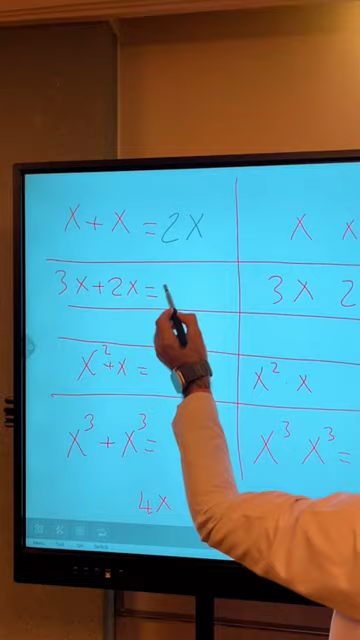 x + x = 2x
x x
3x + 2x =
3x 2
x² + x =
x² · x
x³ + x³ =
x³ x³ =
4x